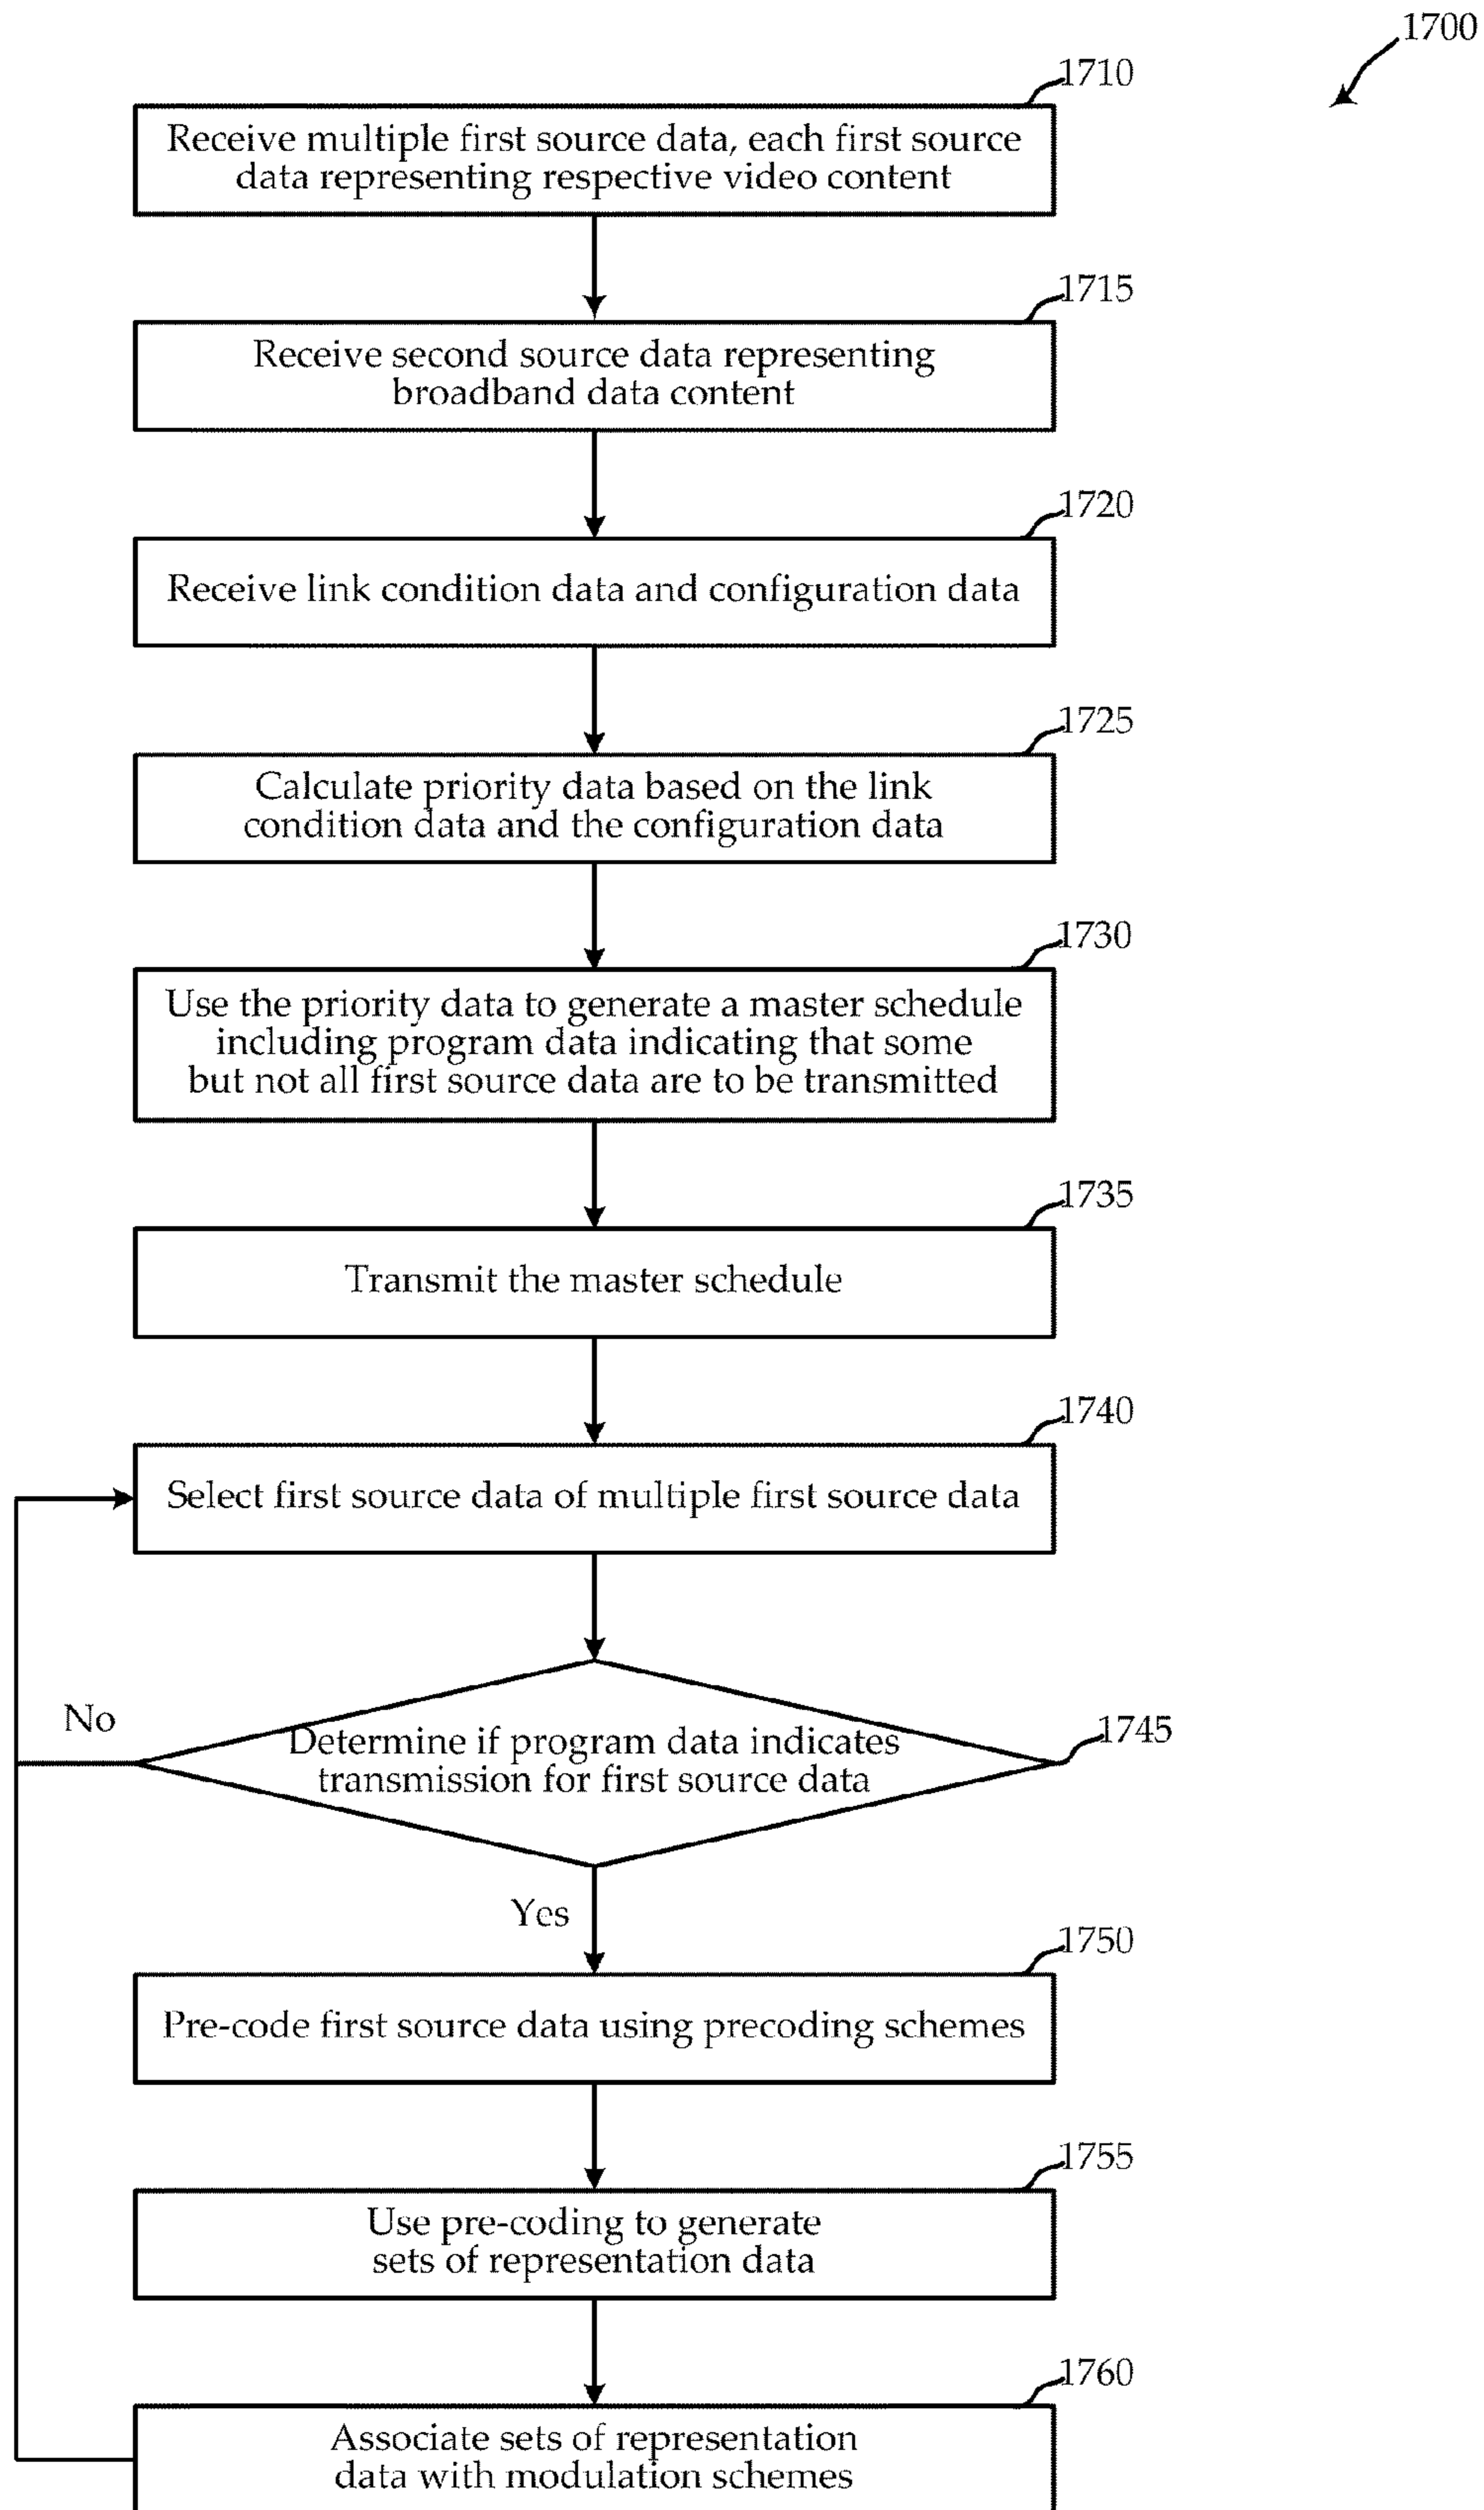 1700
1710
Receive multiple first source data, each first source
data representing respective video content
1715
Receive second source data representing
broadband data content
1720
Receive link condition data and configuration data
1725
Calculate priority data based on the link
condition data and the configuration data
1730
Use the priority data to generate a master schedule
including program data indicating that some
but not all first source data are to be transmitted
1735
Transmit the master schedule
1740
Select first source data of multiple first source data
No
1745
Determine if program data indicates
transmission for first source data
Yes
1750
Pre-code first source data using precoding schemes
1755
Use pre-coding to generate
sets of representation data
1760
Associate sets of representation
data with modulation schemes